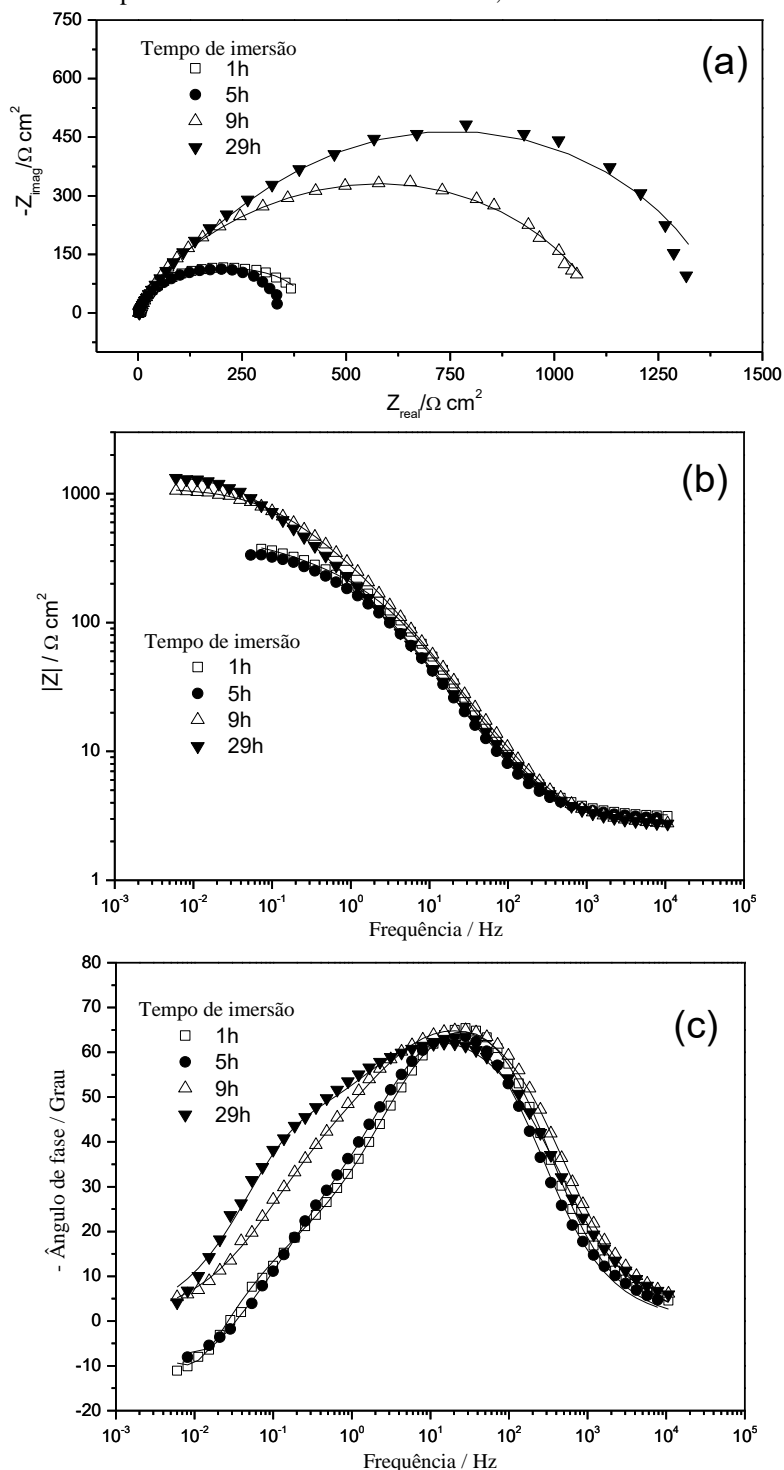 (a)
Tempo de imersão
1h
5h
9h
29h
-Z_imag/Ω cm²
750
600
450
300
150
0
0 250 500 750 1000 1250 1500
Z_real/Ω cm²
(b)
|Z| / Ω cm²
1000
100
10
1
Tempo de imersão
1h
5h
9h
29h
10⁻³ 10⁻² 10⁻¹ 10⁰ 10¹ 10² 10³ 10⁴ 10⁵
Frequência / Hz
(c)
- Ângulo de fase / Grau
80
70
60
50
40
30
20
10
0
-10
-20
Tempo de imersão
1h
5h
9h
29h
10⁻³ 10⁻² 10⁻¹ 10⁰ 10¹ 10² 10³ 10⁴ 10⁵
Frequência / Hz